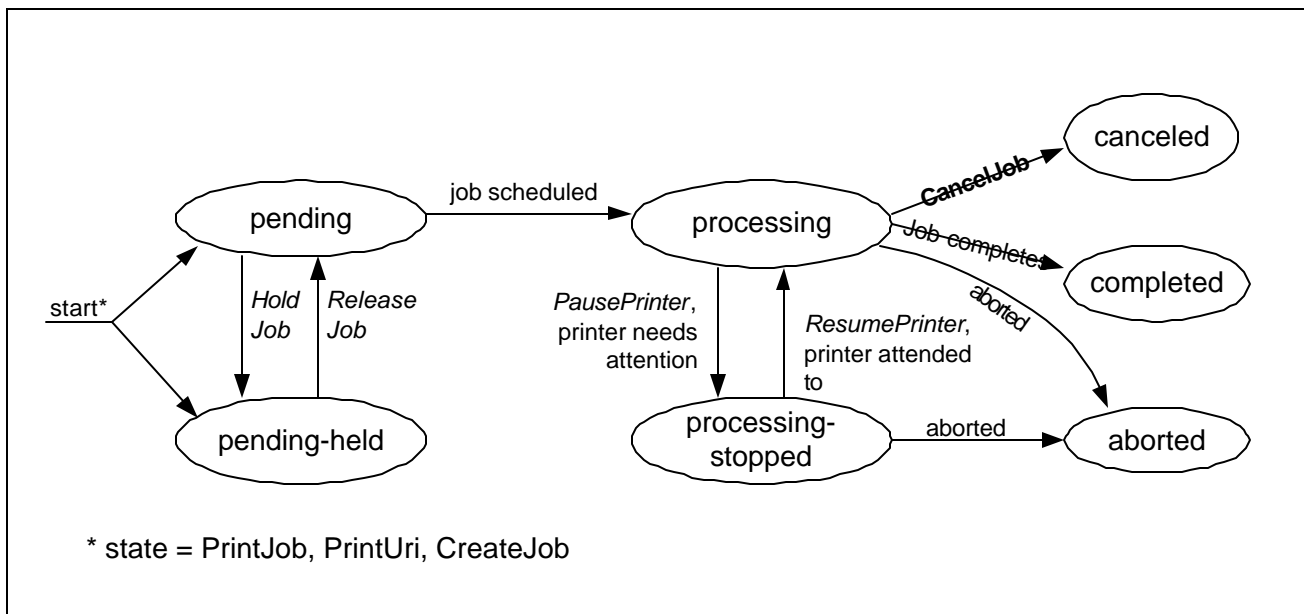 canceled
CancelJob
job scheduled
pending
processing
Job completes
completed
start*
Hold
Job
Release
Job
PausePrinter,
printer needs
attention
ResumePrinter,
printer attended
to
aborted
pending-held
processing-
stopped
aborted
aborted
* state = PrintJob, PrintUri, CreateJob